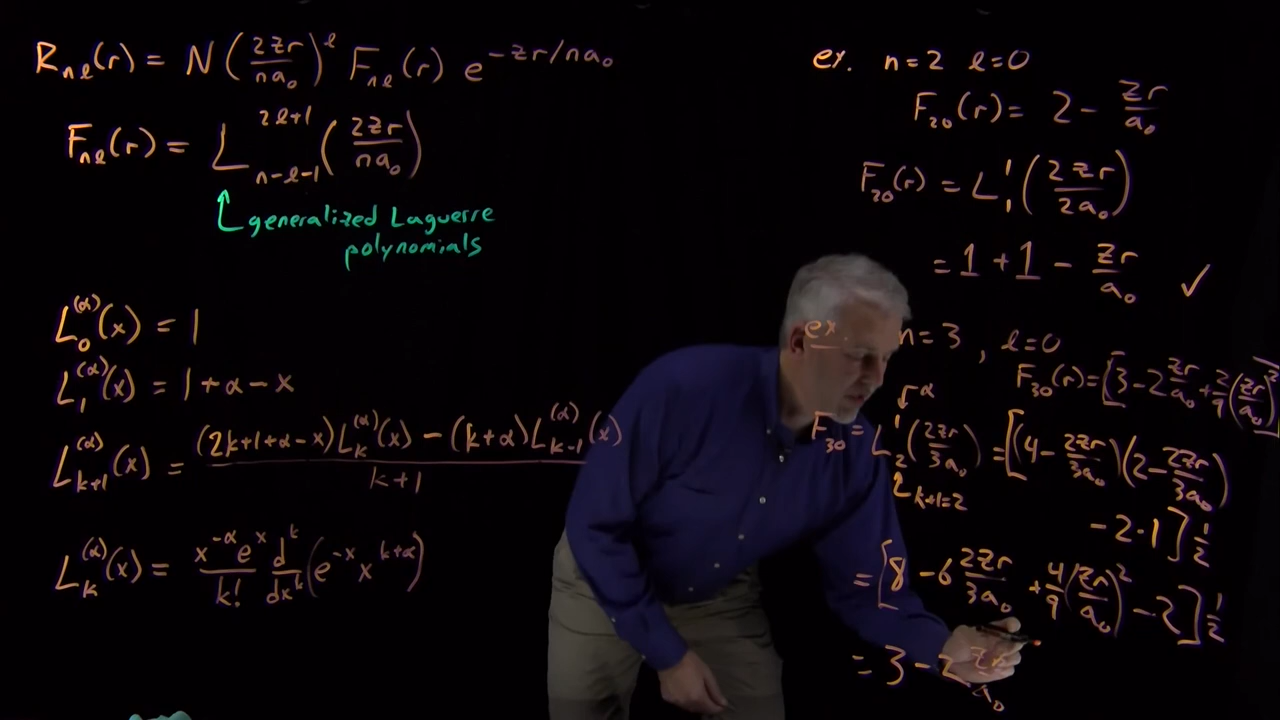 Rₙℓ(r) = N (2Zr/na₀)^ℓ Fₙℓ(r) e^(-Zr/na₀)
Fₙℓ(r) = L_{n-ℓ-1}^{2ℓ+1} (2Zr/na₀)
generalized Laguerre
polynomials
L₀^(α)(x) = 1
L₁^(α)(x) = 1 + α - x
L_{k+1}^(α)(x) = (2k+1+α-x)L_k^(α)(x) - (k+α)L_{k-1}^(α)(x) / k+1
L_k^(α)(x) = x^{-α}e^x / k! d^k/dx^k (e^{-x} x^{k+α})
ex. n=2 ℓ=0
F₂₀(r) = 2 - Zr/a₀
F₂₀(r) = L₁¹ (2Zr/2a₀)
= 1 + 1 - Zr/a₀ ✓
ex. n=3, ℓ=0
F₃₀(r) = [3 - 2 Zr/a₀ + 2/9 (Zr/a₀)²
α
F₃₀ = L₂¹ (2Zr/3a₀) = [(4 - 2Zr/3a₀)(2 - 2Zr/3a₀)
k+1=2
- 2·1] 1/2
= [8 - 6 2Zr/3a₀ + 4/9 (Zr/a₀)² - 2] 1/2
= 3 - 2 Zr/a₀